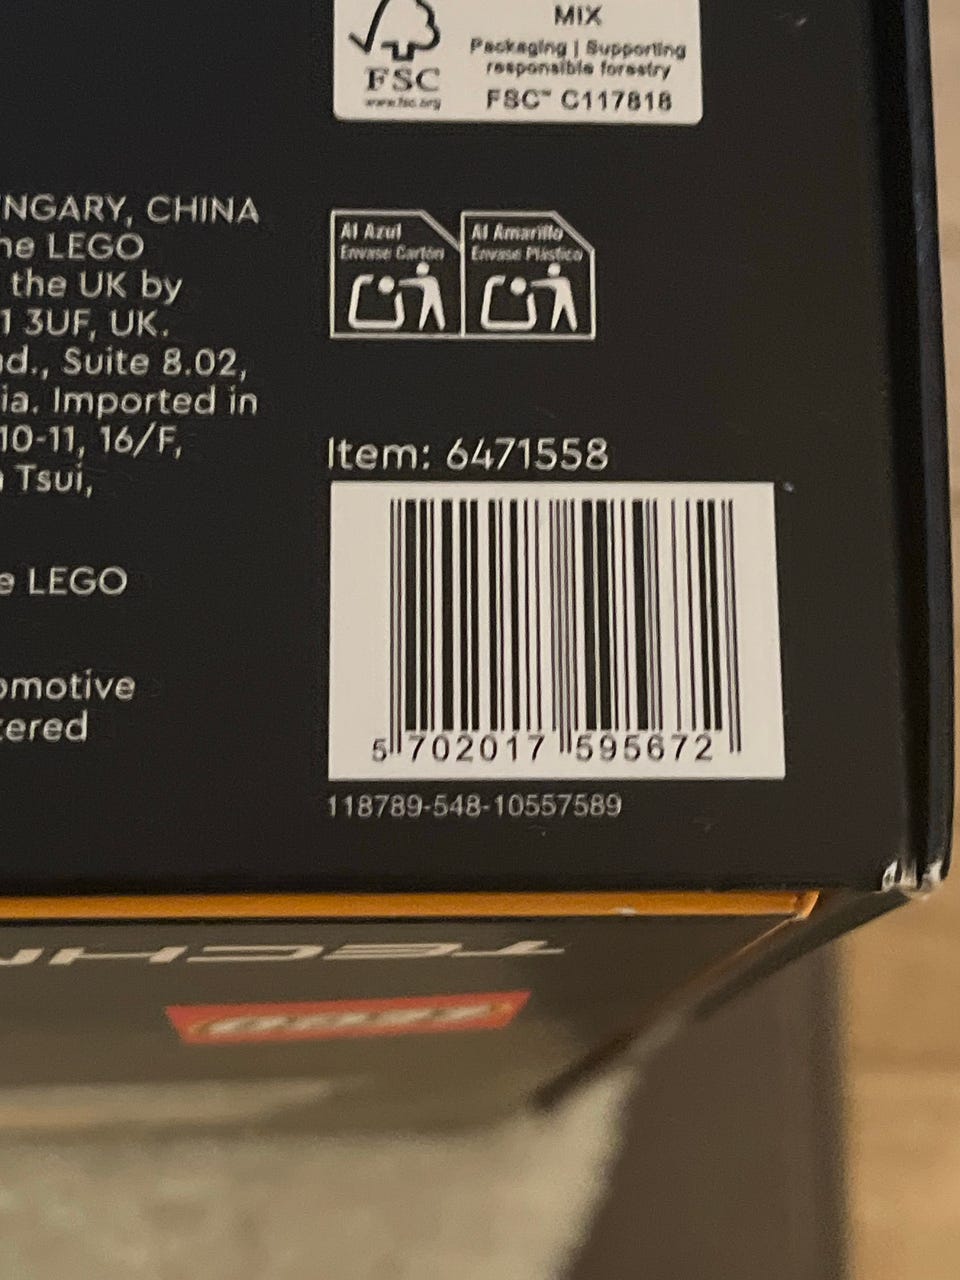 MIX
Packaging | Supporting
responsible forestry
FSC™ C117818
FSC
www.fsc.org
NGARY, CHINA
he LEGO
the UK by
1 3UF, UK.
d., Suite 8.02,
ia. Imported in
10-11, 16/F,
Tsui,
e LEGO
omotive
tered
Al Azul
Envase Cartón
Al Amarillo
Envase Plástico
Item: 6471558
5 702017 595672
118789-548-10557589
TECHN
LEGO